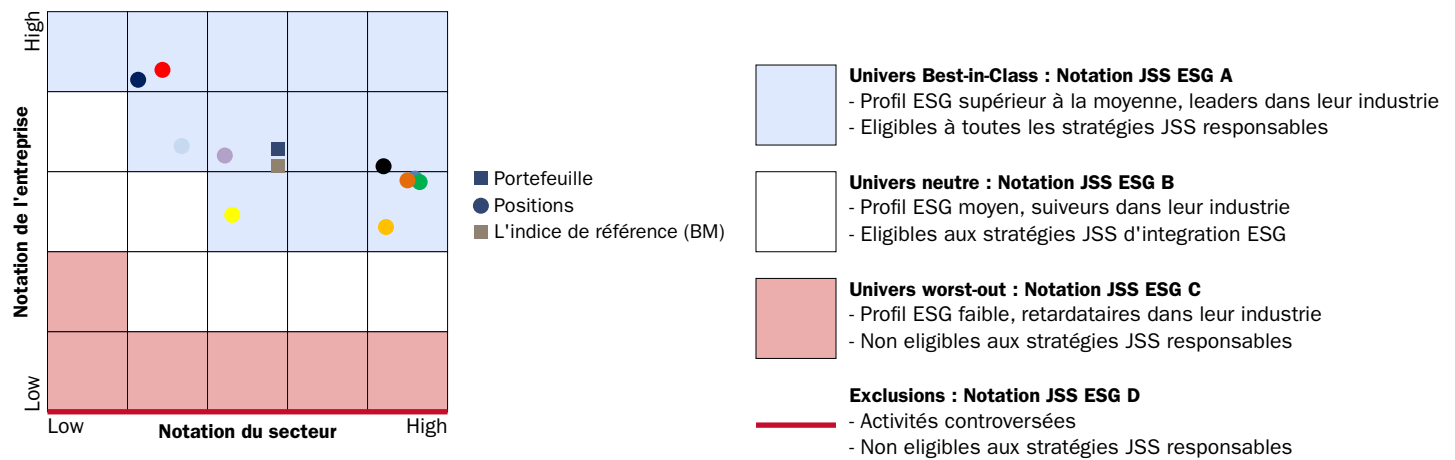 High
Notation de l'entreprise
Low
Low
Notation du secteur
High
Portefeuille
Positions
L'indice de référence (BM)
Univers Best-in-Class : Notation JSS ESG A
- Profil ESG supérieur à la moyenne, leaders dans leur industrie
- Eligibles à toutes les stratégies JSS responsables
Univers neutre : Notation JSS ESG B
- Profil ESG moyen, suiveurs dans leur industrie
- Eligibles aux stratégies JSS d'integration ESG
Univers worst-out : Notation JSS ESG C
- Profil ESG faible, retardataires dans leur industrie
- Non eligibles aux stratégies JSS responsables
Exclusions : Notation JSS ESG D
- Activités controversées
- Non eligibles aux stratégies JSS responsables